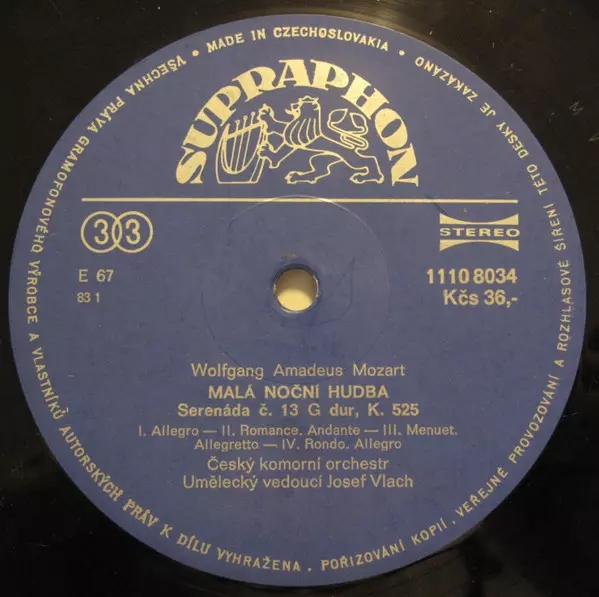 VŠECHNA PRÁVA GRAMOFONOVÉHO VÝROBCE A VLASTNÍKŮ AUTORSKÝCH PRÁV K DÍLU VYHRAŽENA . POŘIZOVÁNÍ KOPIÍ . VEŘEJNÉ PROVOZOVÁNÍ A ROZHLASOVÉ ŠÍŘENÍ TÉTO DESKY JE ZAKÁZÁNO
• MADE IN CZECHOSLOVAKIA •
SUPRAPHON
33
STEREO
E 67
1110 8034
83 1
Kčs 36,-
Wolfgang Amadeus Mozart
MALÁ NOČNÍ HUDBA
Serenáda č. 13 G dur, K. 525
I. Allegro — II. Romance. Andante — III. Menuet.
Allegretto — IV. Rondo. Allegro
Český komorní orchestr
Umělecký vedoucí Josef Vlach